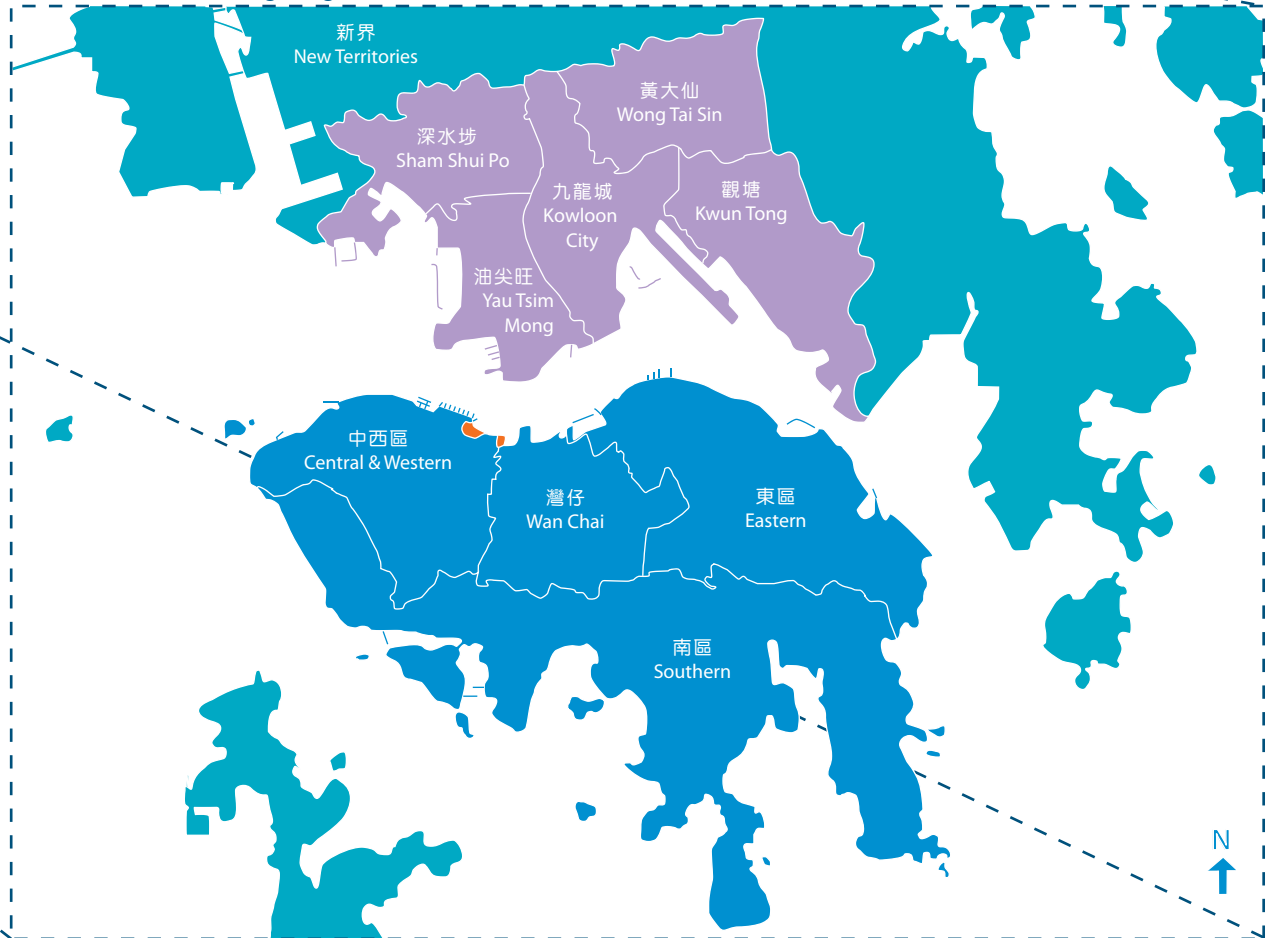 新界
New Territories
黃大仙
Wong Tai Sin
深水埗
Sham Shui Po
九龍城
Kowloon
City
觀塘
Kwun Tong
油尖旺
Yau Tsim
Mong
中西區
Central & Western
灣仔
Wan Chai
東區
Eastern
南區
Southern
N